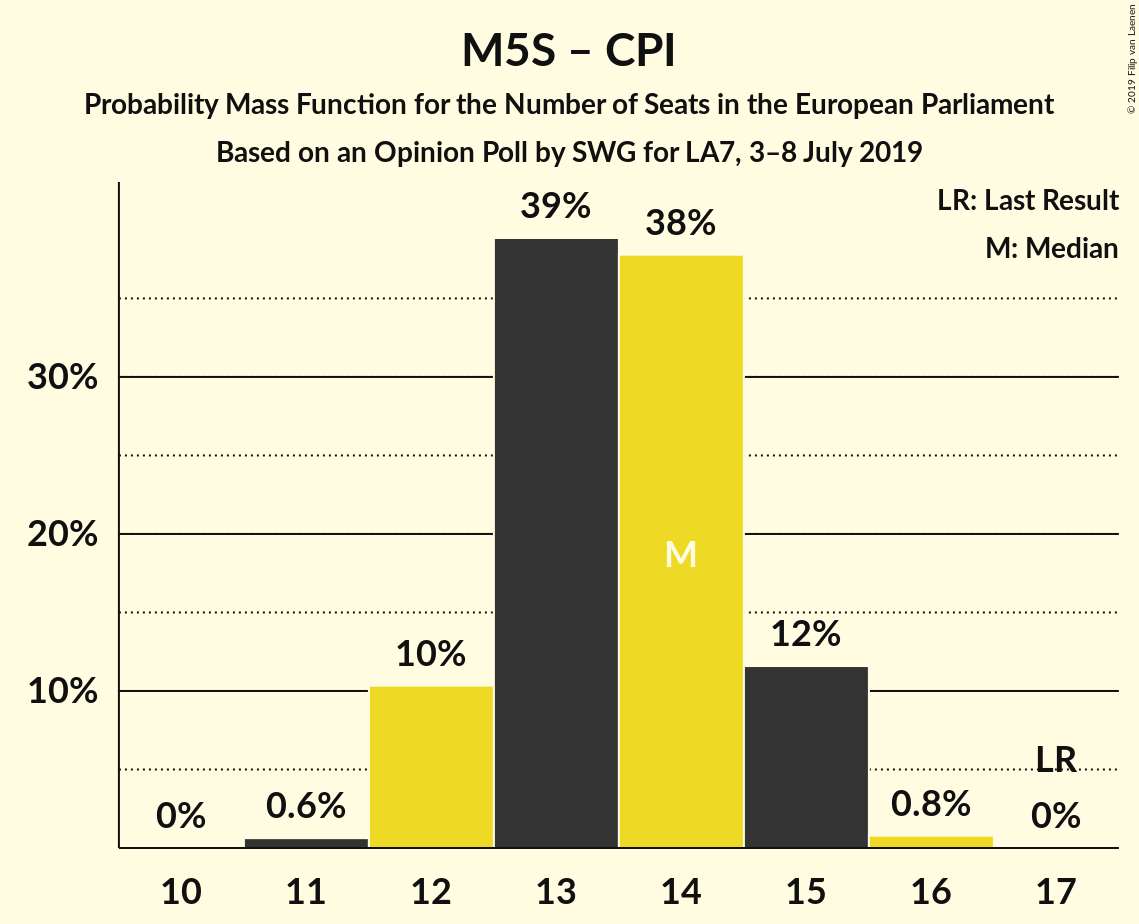 M5S – CPI
Probability Mass Function for the Number of Seats in the European Parliament
Based on an Opinion Poll by SWG for LA7, 3–8 July 2019
© 2019 Filip van Laenen
LR: Last Result
M: Median
39%
38%
30%
20%
M
12%
10%
10%
LR
0%
0.6%
0.8%
0%
10 11 12 13 14 15 16 17